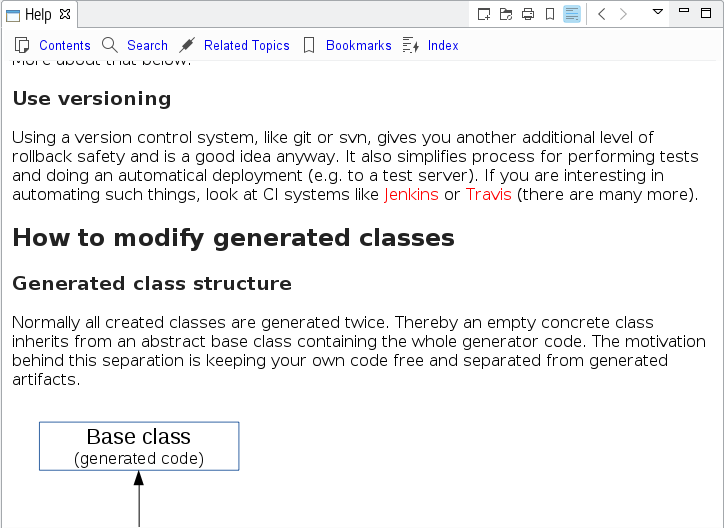 Help
Contents Search Related Topics Bookmarks Index
More about that below.
Use versioning
Using a version control system, like git or svn, gives you another additional level of
rollback safety and is a good idea anyway. It also simplifies process for performing tests
and doing an automatical deployment (e.g. to a test server). If you are interesting in
automating such things, look at CI systems like Jenkins or Travis (there are many more).
How to modify generated classes
Generated class structure
Normally all created classes are generated twice. Thereby an empty concrete class
inherits from an abstract base class containing the whole generator code. The motivation
behind this separation is keeping your own code free and separated from generated
artifacts.
Base class
(generated code)